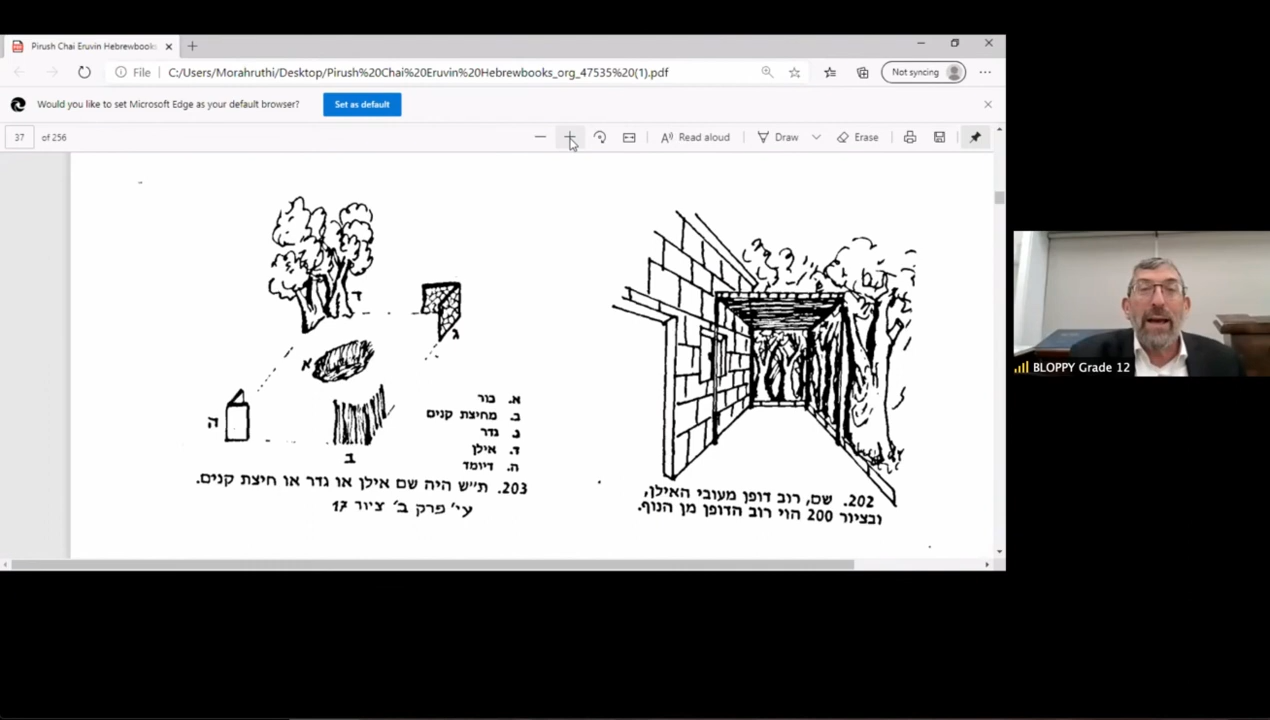 Pirush Chai Eruvin Hebrewbooks
File C:/Users/Morahruthi/Desktop/Pirush%20Chai%20Eruvin%20Hebrewbooks_org_47535%20(1).pdf Not syncing
Would you like to set Microsoft Edge as your default browser? Set as default
37 of 256 Read aloud Draw Erase
ד
ג
א
ה
ב
א. בור
ב. מחיצת קנים
ג. גדר
ד. אילן
ה. דיומד
203. ת״ש היה שם אילן או גדר או חיצת קנים.
עי׳ פרק ב׳ ציור 17
202. שם, רוב דופן מעובי האילן,
ובציור 200 הוי רוב הדופן מן הנוף.
BLOPPY Grade 12